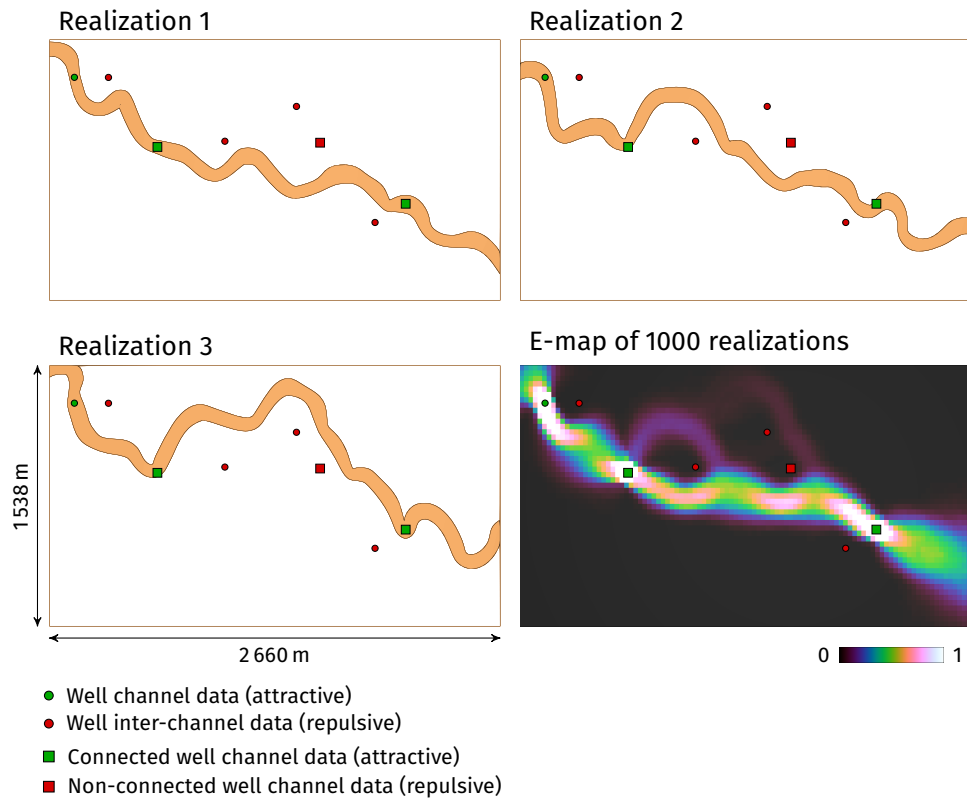 Realization 1
Realization 2
Realization 3
E-map of 1000 realizations
1 538 m
2 660 m
0
1
Well channel data (attractive)
Well inter-channel data (repulsive)
Connected well channel data (attractive)
Non-connected well channel data (repulsive)